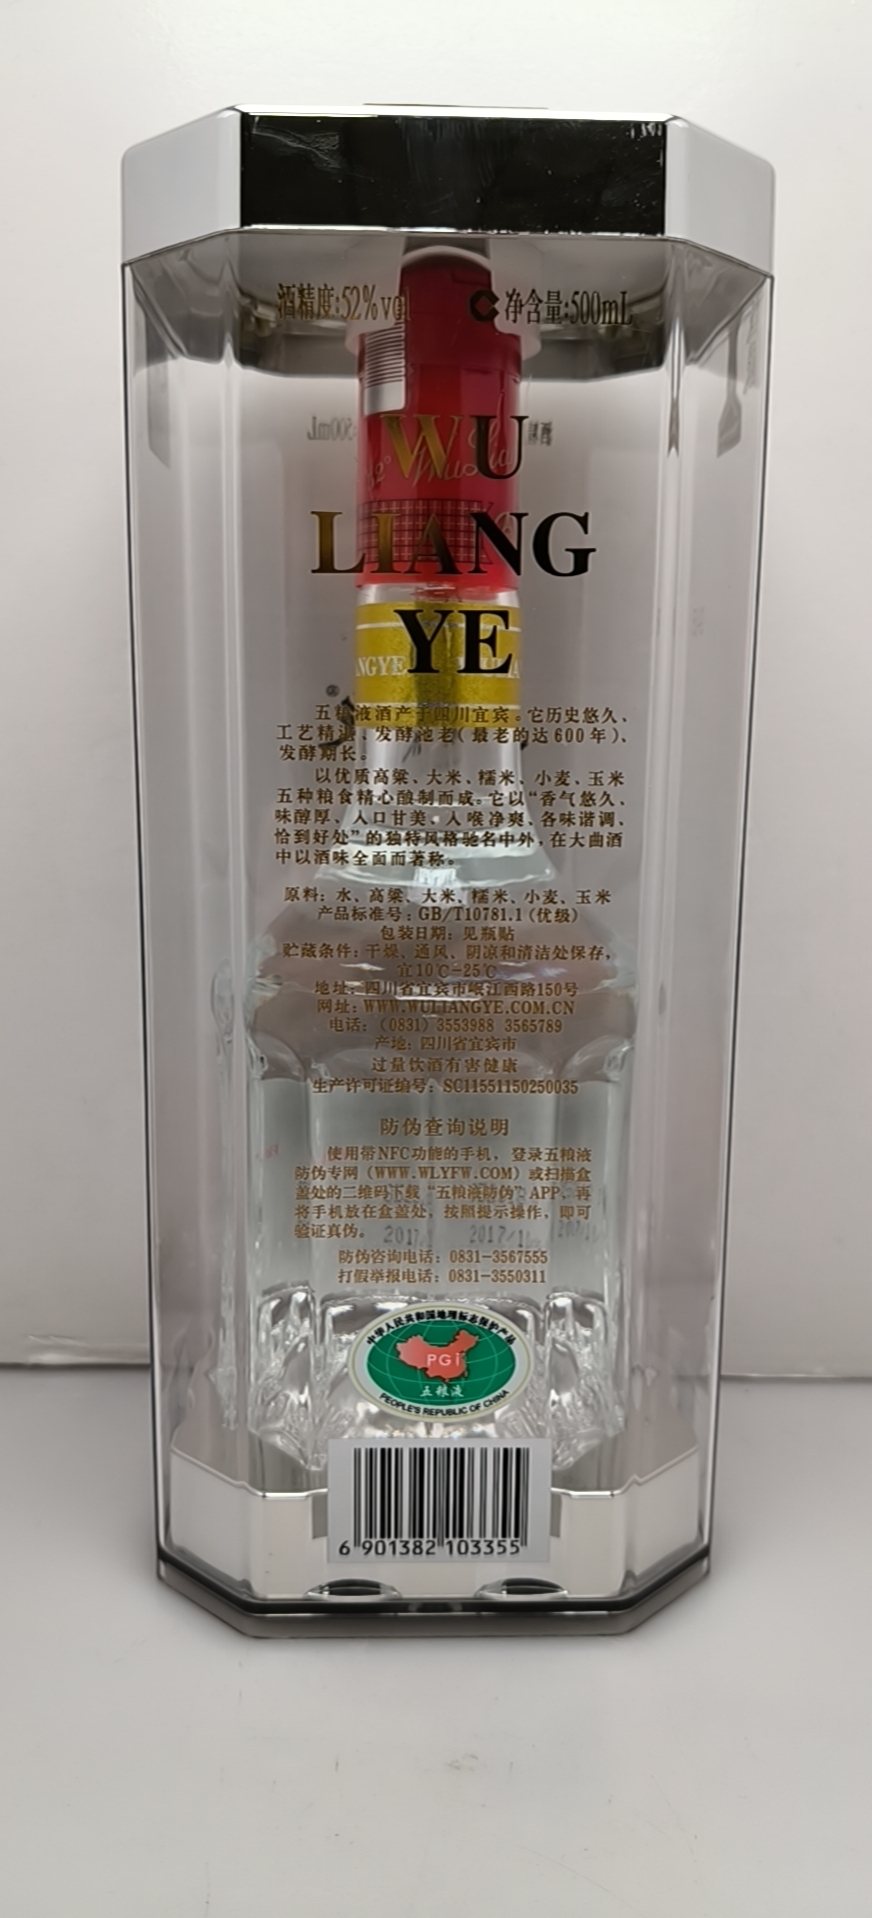 酒精度:52%vol
净含量:500mL
WU
LIANG
YE
五粮液酒产于四川宜宾。它历史悠久、
工艺精湛、发酵池老(最老的达600年)、
发酵期长。
以优质高粱、大米、糯米、小麦、玉米
五种粮食精心酿制而成。它以“香气悠久、
味醇厚、入口甘美、入喉净爽、各味谐调、
恰到好处”的独特风格驰名中外,在大曲酒
中以酒味全面而著称。
原料:水、高粱、大米、糯米、小麦、玉米
产品标准号:GB/T10781.1(优级)
包装日期:见瓶贴
贮藏条件:干燥、通风、阴凉和清洁处保存,
宜10℃-25℃
地址:四川省宜宾市岷江西路150号
网址:WWW.WULIANGYE.COM.CN
电话:(0831)3553988 3565789
产地:四川省宜宾市
过量饮酒有害健康
生产许可证编号:SC11551150250035
防伪查询说明
使用带NFC功能的手机,登录五粮液
防伪专网(WWW.WLYFW.COM)或扫描盒
盖处的二维码下载“五粮液防伪”APP,再
将手机放在盒盖处,按照提示操作,即可
验证真伪。
防伪咨询电话:0831-3567555
打假举报电话:0831-3550311
中华人民共和国地理标志保护产品
PGI
五粮液
PEOPLE'S REPUBLIC OF CHINA
6 901382 103355